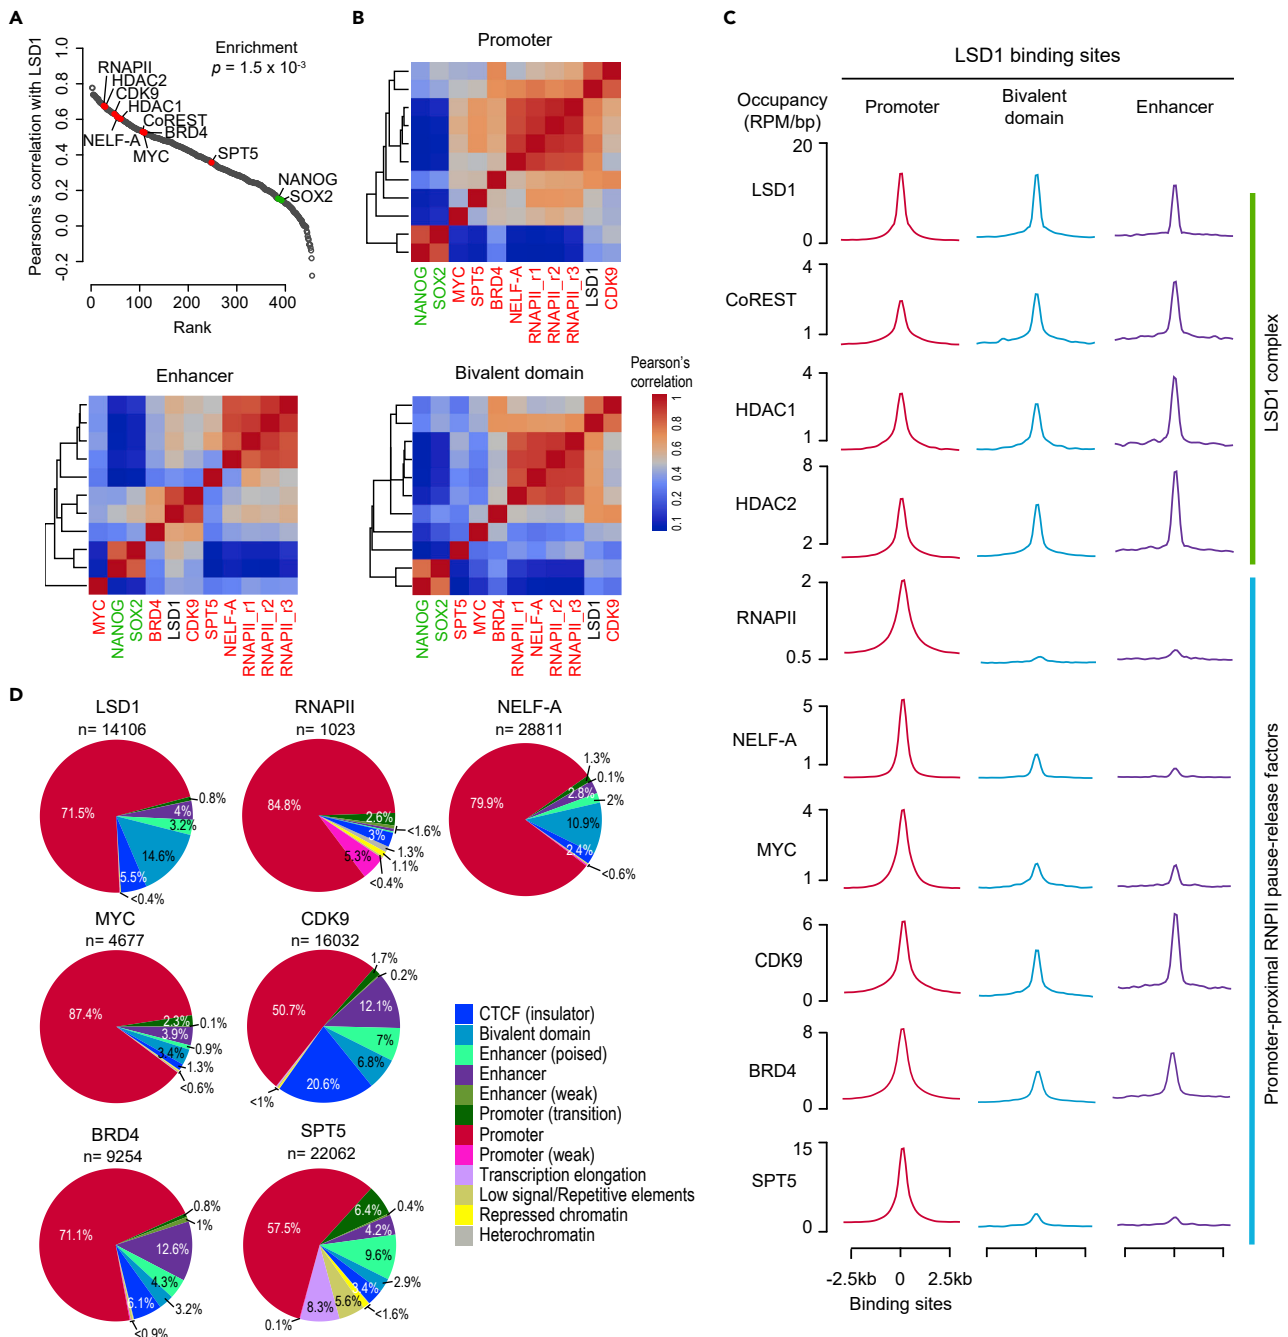 A
Pearsons's correlation with LSD1
1.0
0.8
0.6
0.4
0.2
0.0
-0.2
Enrichment
p = 1.5 x 10-3
RNAPII
HDAC2
CDK9
HDAC1
CoREST
NELF-A
BRD4
MYC
SPT5
NANOG
SOX2
0 100 200 300 400
Rank
B
Promoter
NANOG
SOX2
MYC
SPT5
BRD4
NELF-A
RNAPII_r1
RNAPII_r2
RNAPII_r3
LSD1
CDK9
Enhancer
MYC
NANOG
SOX2
BRD4
LSD1
CDK9
SPT5
NELF-A
RNAPII_r1
RNAPII_r2
RNAPII_r3
Bivalent domain
NANOG
SOX2
SPT5
MYC
BRD4
RNAPII_r1
NELF-A
RNAPII_r2
RNAPII_r3
LSD1
CDK9
Pearson's
correlation
1
0.8
0.6
0.4
0.2
0.1
C
LSD1 binding sites
Occupancy
(RPM/bp)
Promoter
Bivalent
domain
Enhancer
20
LSD1
0
4
CoREST
1
4
HDAC1
1
8
HDAC2
2
2
RNAPII
0.5
5
NELF-A
1
4
MYC
1
6
CDK9
0
8
BRD4
0
15
SPT5
0
-2.5kb 0 2.5kb
Binding sites
LSD1 complex
Promoter-proximal RNPII pause-release factors
D
LSD1
n= 14106
71.5%
0.8%
4%
3.2%
14.6%
5.5%
<0.4%
RNAPII
n= 1023
84.8%
2.6%
<1.6%
3%
1.3%
1.1%
<0.4%
5.3%
NELF-A
n= 28811
79.9%
1.3%
0.1%
2.8%
2%
10.9%
2.4%
<0.6%
MYC
n= 4677
87.4%
2.3%
0.1%
3.9%
0.9%
3.4%
1.3%
<0.6%
CDK9
n= 16032
50.7%
1.7%
0.2%
12.1%
7%
6.8%
20.6%
<1%
BRD4
n= 9254
71.1%
0.8%
1%
12.6%
4.3%
3.2%
6.1%
<0.9%
SPT5
n= 22062
57.5%
6.4%
0.4%
4.2%
9.6%
2.9%
3.4%
<1.6%
5.6%
8.3%
0.1%
CTCF (insulator)
Bivalent domain
Enhancer (poised)
Enhancer
Enhancer (weak)
Promoter (transition)
Promoter
Promoter (weak)
Transcription elongation
Low signal/Repetitive elements
Repressed chromatin
Heterochromatin